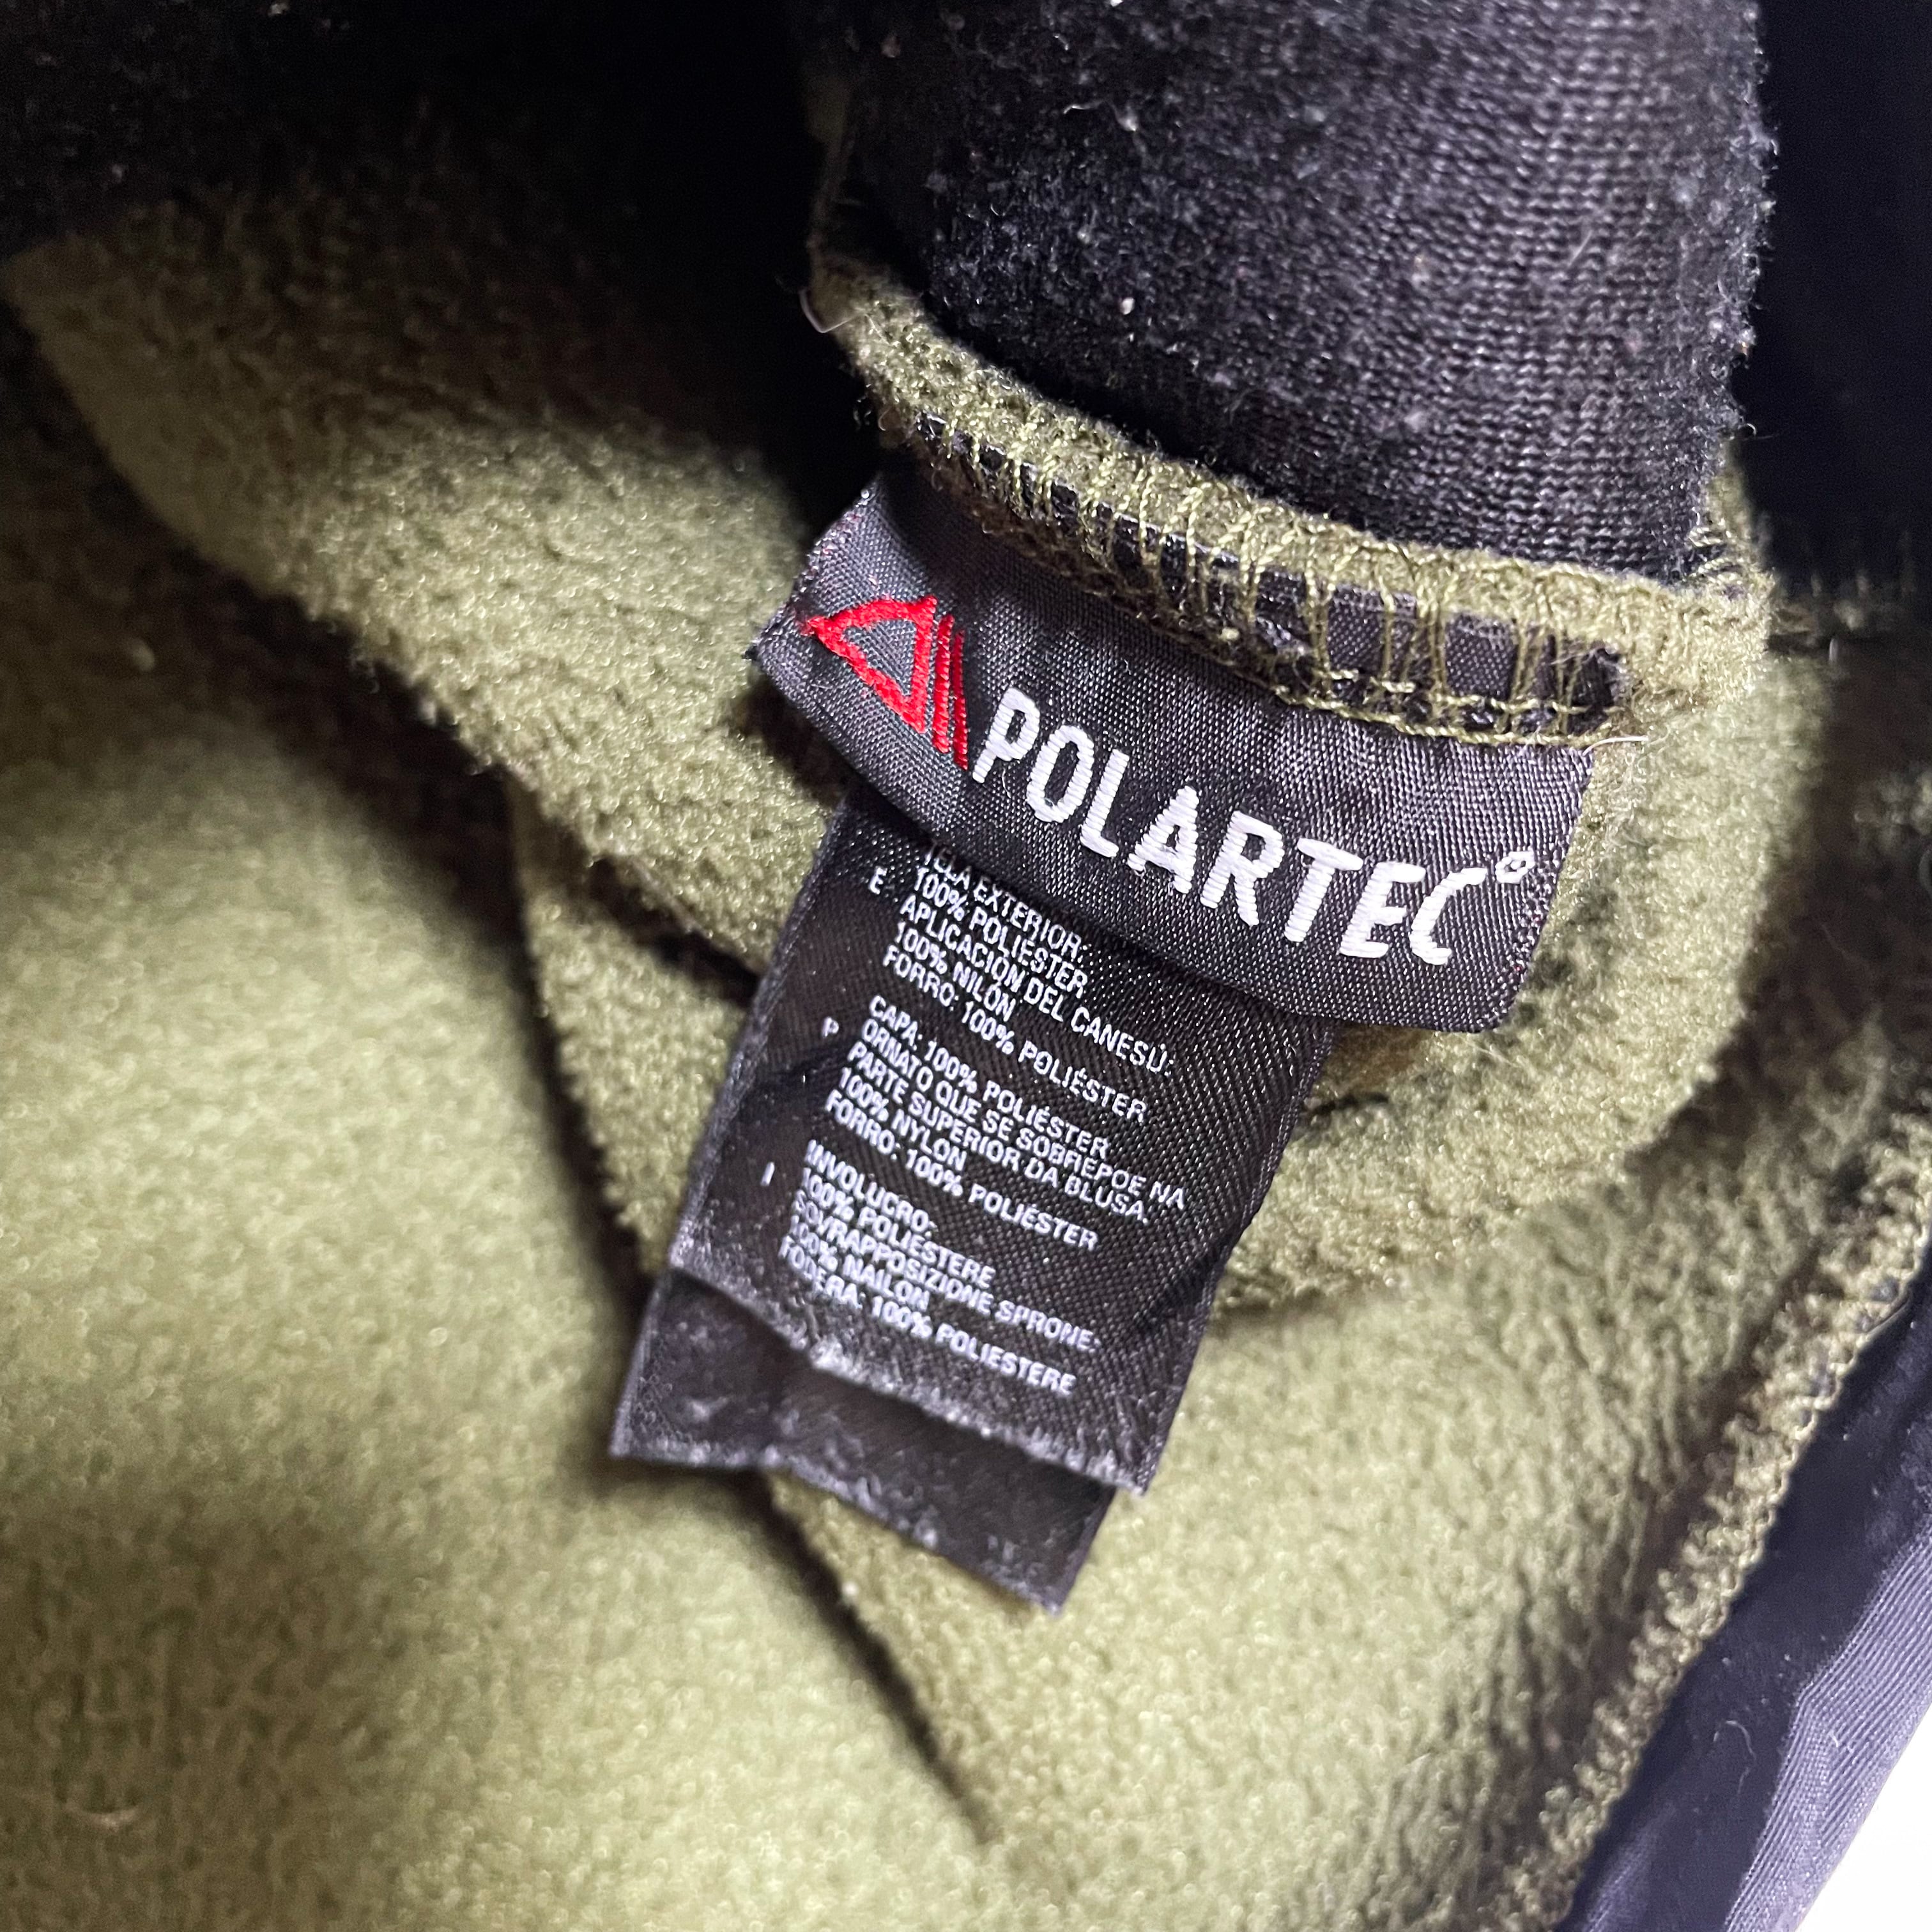 POLARTEC®
E TELA EXTERIOR:
100% POLIÉSTER
APLICACIÓN DEL CANESÚ:
100% NILÓN
FORRO: 100% POLIÉSTER
P CAPA: 100% POLIÉSTER
ORNATO QUE SE SOBREPOE NA
PARTE SUPERIOR DA BLUSA.
100% NYLON
FORRO: 100% POLIÉSTER
I INVOLUCRO:
100% POLIESTERE
SOVRAPPOSIZIONE SPRONE:
100% NAILON
FODERA: 100% POLIESTERE